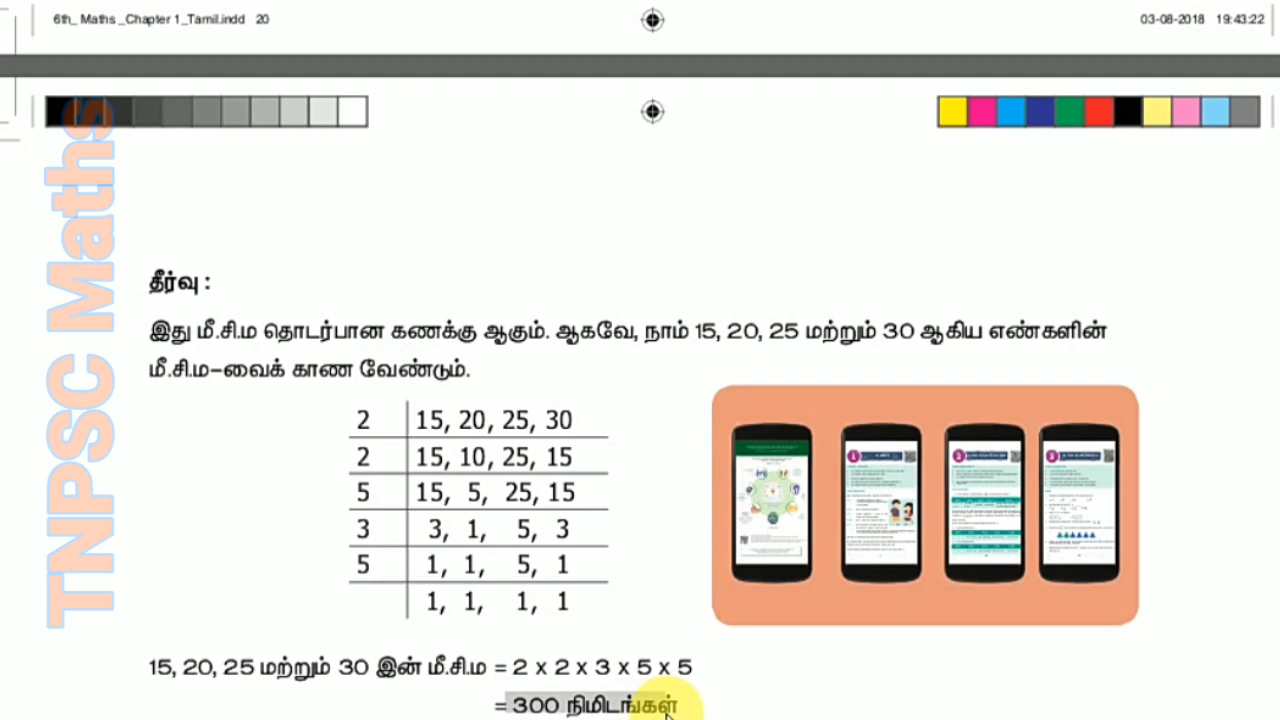 6th_ Maths _Chapter 1_Tamil.indd 20
03-08-2018 19:43:22
TNPSC Maths
தீர்வு :
இது மீ.சி.ம தொடர்பான கணக்கு ஆகும். ஆகவே, நாம் 15, 20, 25 மற்றும் 30 ஆகிய எண்களின்
மீ.சி.ம–வைக் காண வேண்டும்.
2 15, 20, 25, 30
2 15, 10, 25, 15
5 15, 5, 25, 15
3 3, 1, 5, 3
5 1, 1, 5, 1
1, 1, 1, 1
15, 20, 25 மற்றும் 30 இன் மீ.சி.ம = 2 x 2 x 3 x 5 x 5
= 300 நிமிடங்கள்